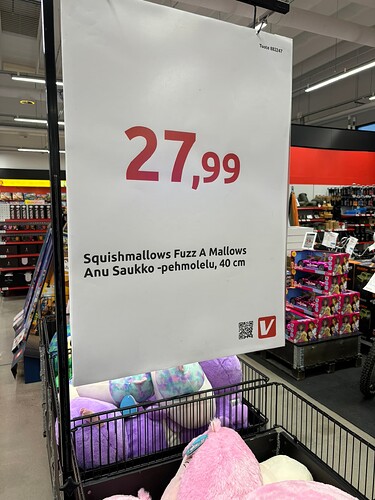 Tuote 882247
27,99
Squishmallows Fuzz A Mallows
Anu Saukko -pehmolelu, 40 cm
V